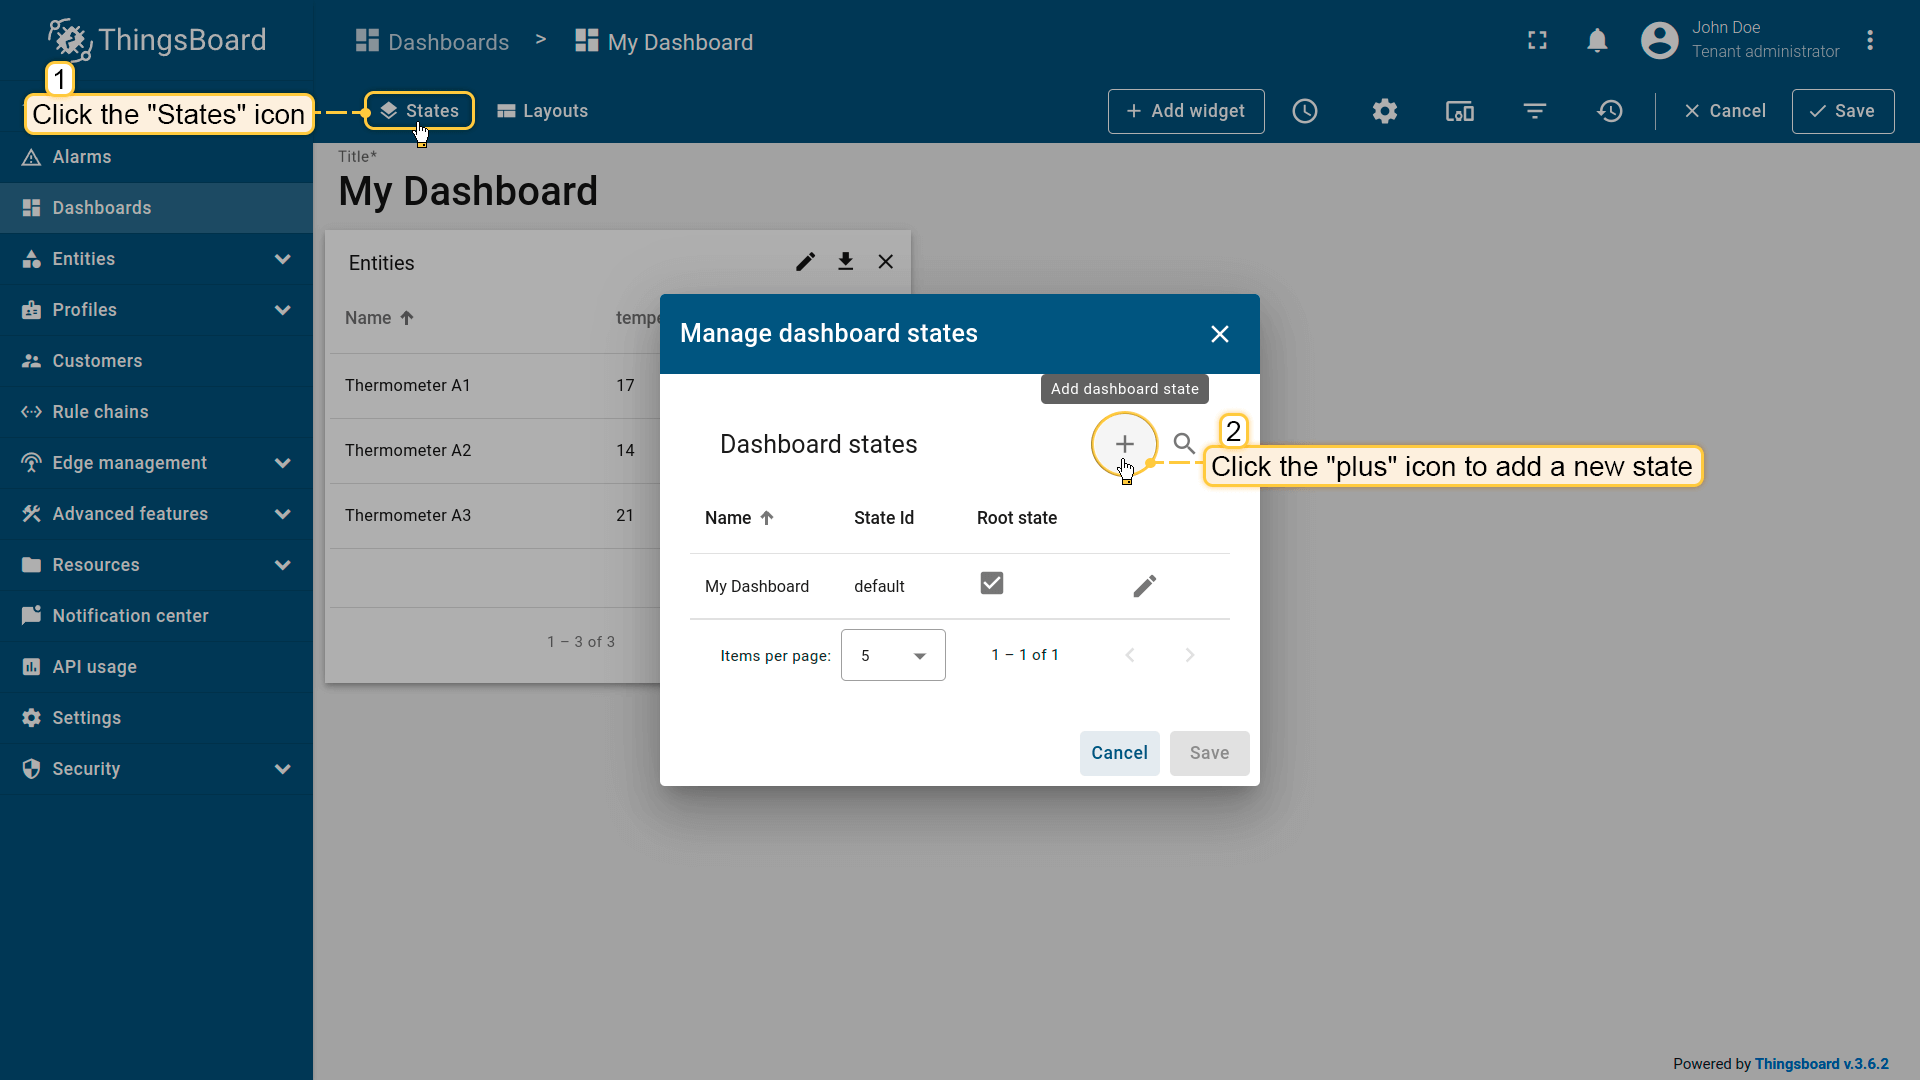 ThingsBoard
Dashboards > My Dashboard
John Doe
Tenant administrator
1
Click the "States" icon
States
Layouts
+ Add widget
Cancel
Save
Alarms
Dashboards
Entities
Profiles
Customers
Rule chains
Edge management
Advanced features
Resources
Notification center
API usage
Settings
Security
Title*
My Dashboard
Entities
Name
tempe
Thermometer A1
17
Thermometer A2
14
Thermometer A3
21
1 – 3 of 3
Manage dashboard states
Add dashboard state
Dashboard states
2
Click the "plus" icon to add a new state
Name
State Id
Root state
My Dashboard
default
Items per page:
5
1 – 1 of 1
Cancel
Save
Powered by Thingsboard v.3.6.2